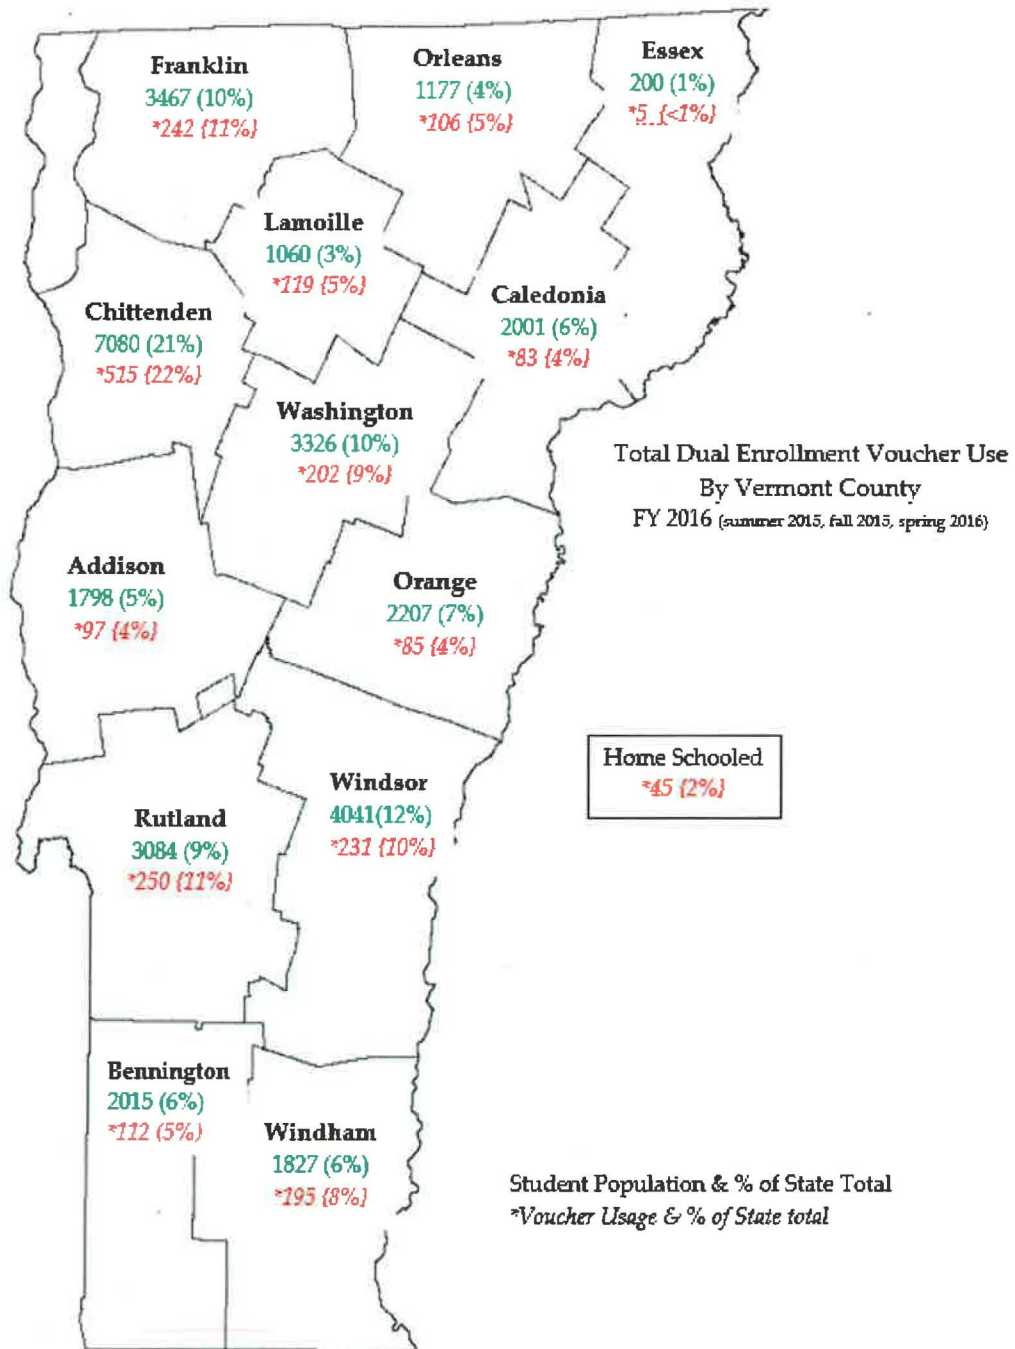 Franklin
3467 (10%)
*242 {11%}
Orleans
1177 (4%)
*106 {5%}
Essex
200 (1%)
*5 {<1%}
Lamoille
1060 (3%)
*119 {5%}
Chittenden
7080 (21%)
*515 {22%}
Caledonia
2001 (6%)
*83 {4%}
Washington
3326 (10%)
*202 {9%}
Total Dual Enrollment Voucher Use
By Vermont County
FY 2016 (summer 2015, fall 2015, spring 2016)
Addison
1798 (5%)
*97 {4%}
Orange
2207 (7%)
*85 {4%}
Home Schooled
*45 {2%}
Windsor
4041(12%)
*231 {10%}
Rutland
3084 (9%)
*250 {11%}
Bennington
2015 (6%)
*112 (5%)
Windham
1827 (6%)
*195 {8%}
Student Population & % of State Total
*Voucher Usage & % of State total